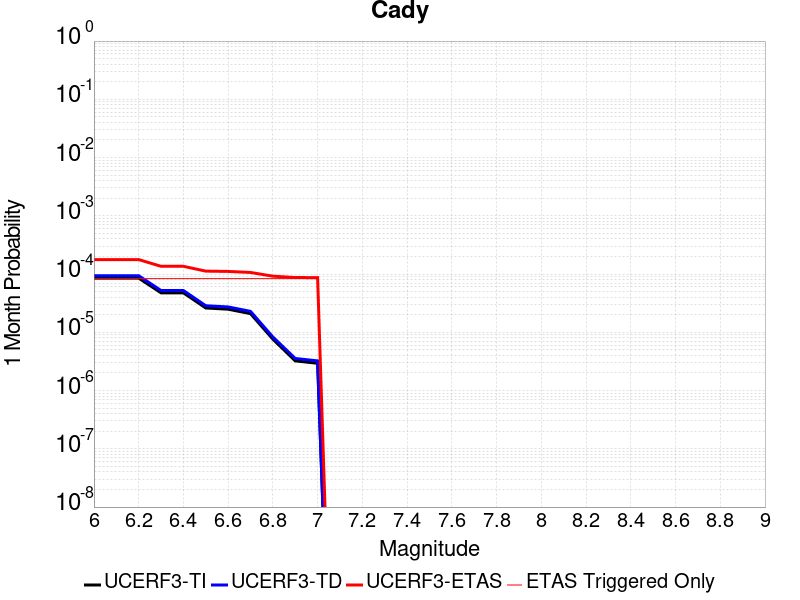 Cady
10^0
10^-1
10^-2
10^-3
10^-4
10^-5
10^-6
10^-7
10^-8
1 Month Probability
6 6.2 6.4 6.6 6.8 7 7.2 7.4 7.6 7.8 8 8.2 8.4 8.6 8.8 9
Magnitude
UCERF3-TI UCERF3-TD UCERF3-ETAS ETAS Triggered Only